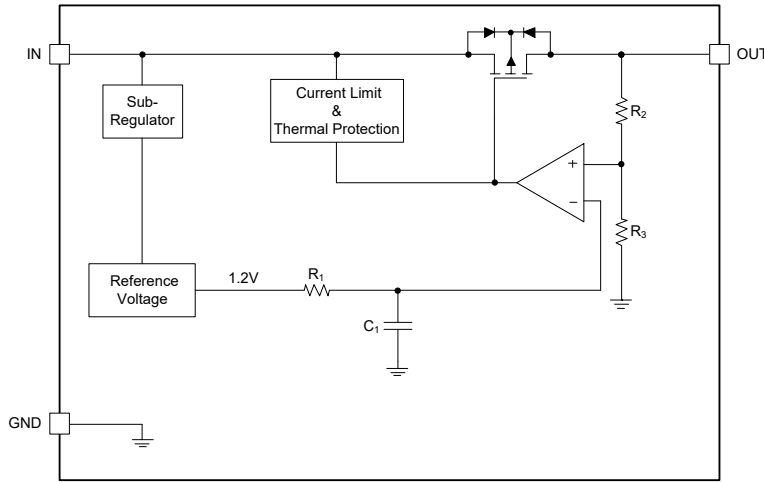 IN
OUT
Sub-
Regulator
Current Limit
&
Thermal Protection
R₂
+
−
R₃
Reference
Voltage
1.2V
R₁
C₁
GND